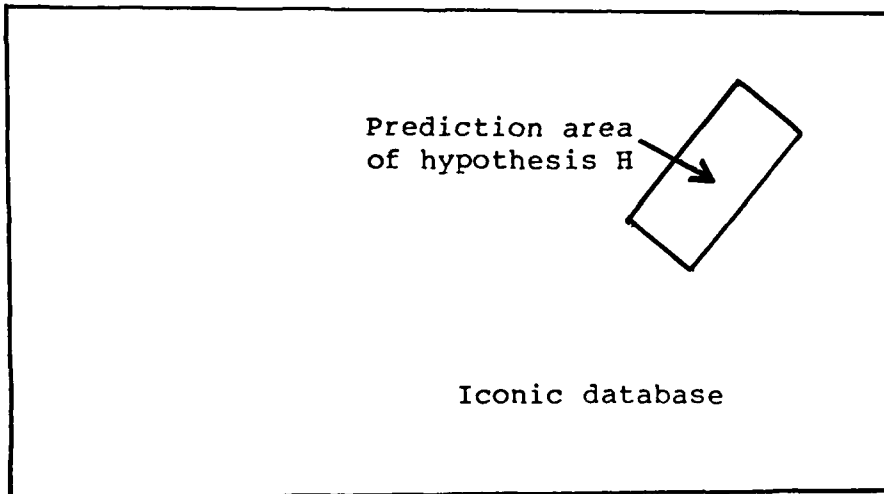 Prediction area
of hypothesis H
Iconic database